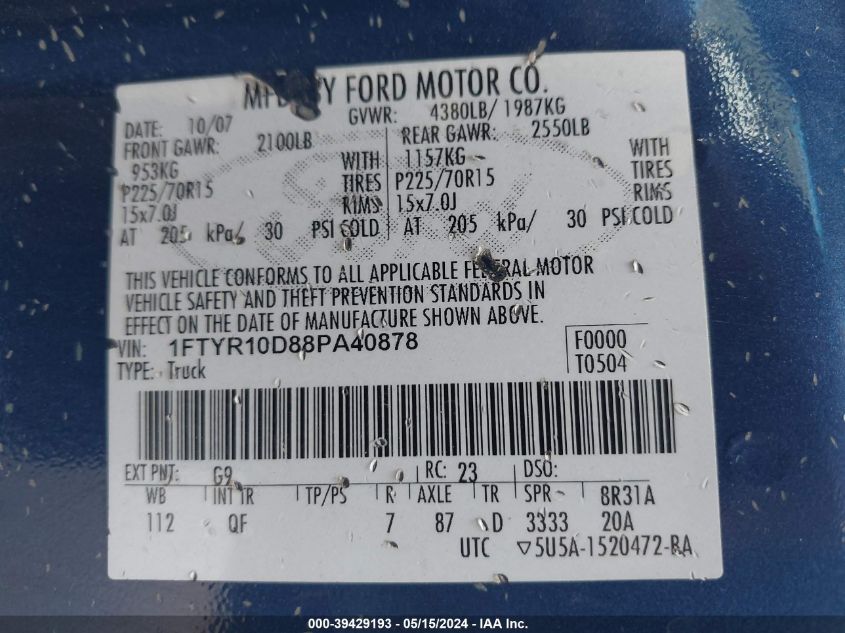 MFD. BY FORD MOTOR CO.
DATE: 10/07 GVWR: 4380LB/ 1987KG
FRONT GAWR: 2100LB REAR GAWR: 2550LB
953KG WITH 1157KG WITH
P225/70R15 TIRES P225/70R15 TIRES
15x7.0J RIMS 15x7.0J RIMS
AT 205 kPa/ 30 PSI COLD AT 205 kPa/ 30 PSI COLD
THIS VEHICLE CONFORMS TO ALL APPLICABLE FEDERAL MOTOR
VEHICLE SAFETY AND THEFT PREVENTION STANDARDS IN
EFFECT ON THE DATE OF MANUFACTURE SHOWN ABOVE.
VIN: 1FTYR10D88PA40878 F0000
TYPE: Truck T0504
EXT PNT: G9 RC: 23 DSO:
WB INT TR TP/PS R AXLE TR SPR 8R31A
112 QF 7 87 D 3333 20A
UTC ▽5U5A-1520472-BA
000-39429193 - 05/15/2024 - IAA Inc.